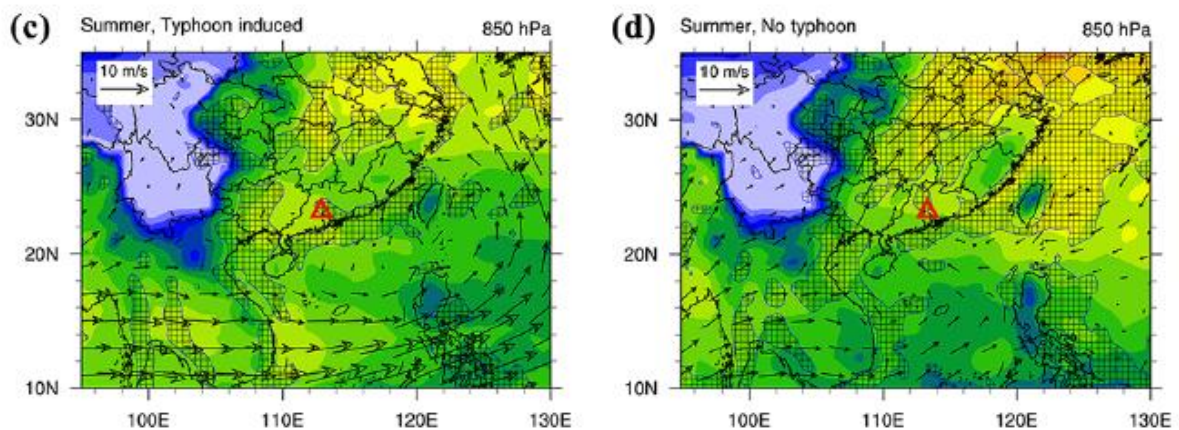 (c) Summer, Typhoon induced 850 hPa
10 m/s
30N
20N
10N
100E 110E 120E 130E
(d) Summer, No typhoon 850 hPa
10 m/s
30N
20N
10N
100E 110E 120E 130E